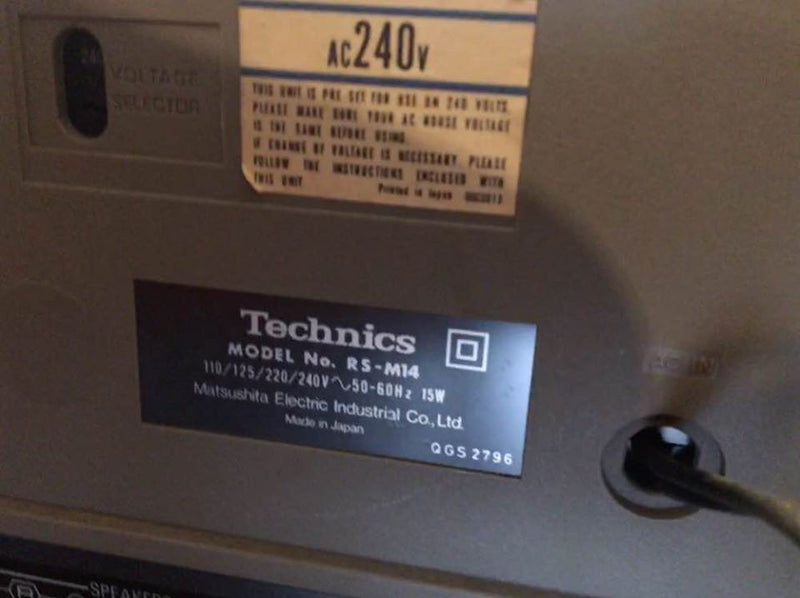 AC 240V
THIS UNIT IS PRE SET FOR USE ON 240 VOLTS.
PLEASE MAKE SURE YOUR AC HOUSE VOLTAGE
IS THE SAME BEFORE USING.
IF CHANGE OF VOLTAGE IS NECESSARY, PLEASE
FOLLOW THE INSTRUCTIONS ENCLOSED WITH
THIS UNIT
Printed in Japan
240
VOLTAGE
SELECTOR
Technics
MODEL No. RS-M14
110/125/220/240V∿50-60Hz 15W
Matsushita Electric Industrial Co., Ltd.
Made in Japan
QGS 2796
AC IN
SPEAKERS